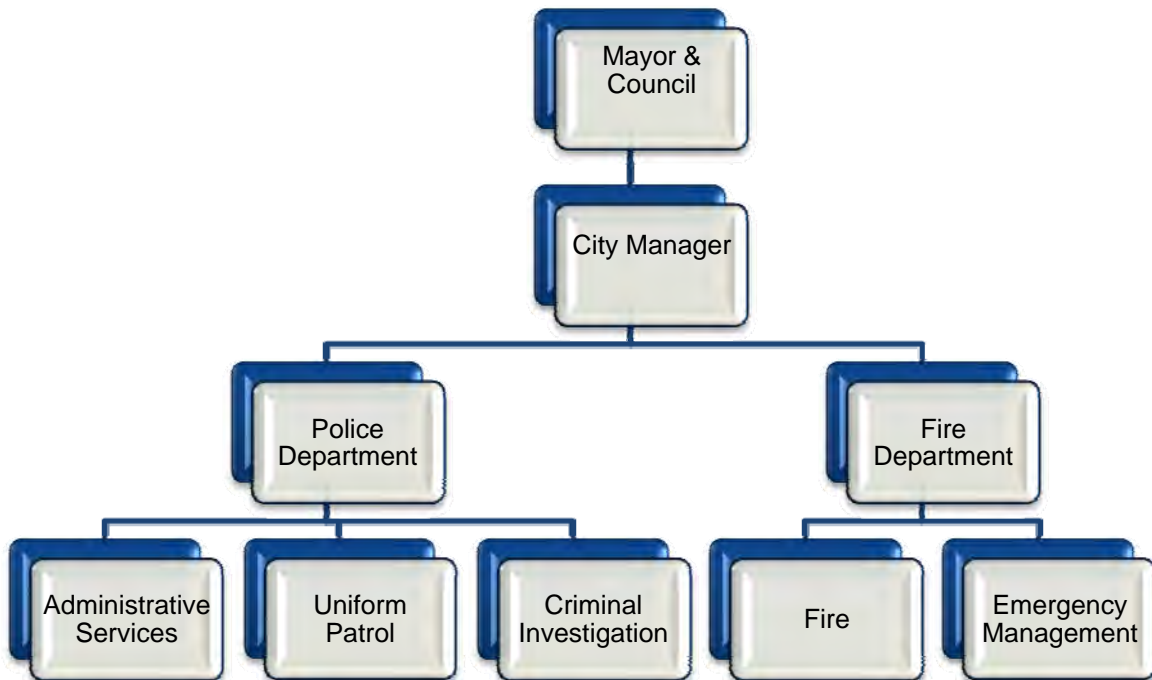 Mayor &
Council
City Manager
Police
Department
Fire
Department
Administrative
Services
Uniform
Patrol
Criminal
Investigation
Fire
Emergency
Management